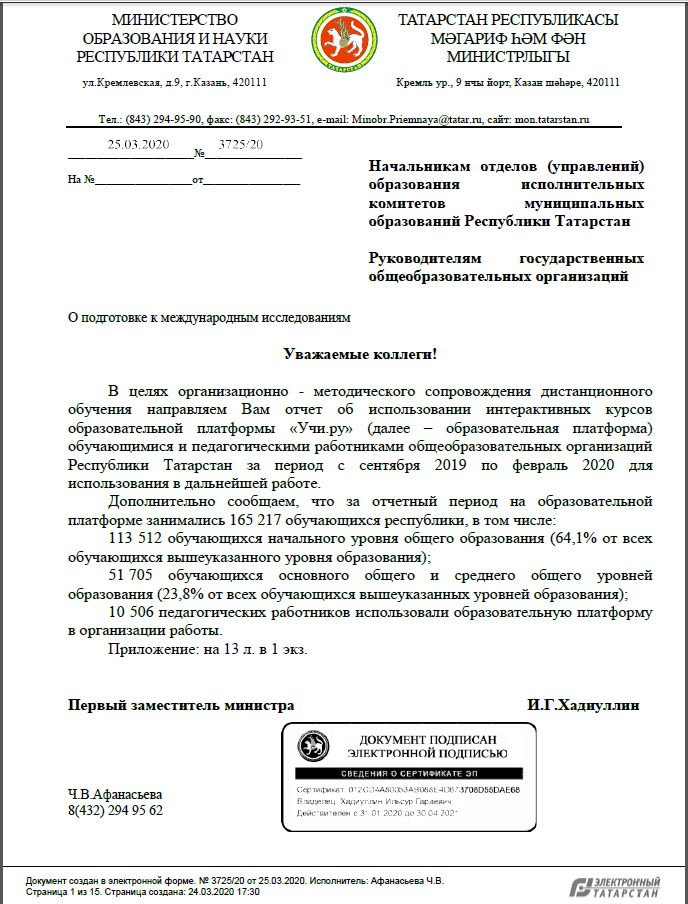 МИНИСТЕРСТВО
ОБРАЗОВАНИЯ И НАУКИ
РЕСПУБЛИКИ ТАТАРСТАН
ул.Кремлевская, д.9, г.Казань, 420111
ТАТАРСТАН
ТАТАРСТАН РЕСПУБЛИКАСЫ
МӘГАРИФ ҺӘМ ФӘН
МИНИСТРЛЫГЫ
Кремль ур., 9 нчы йорт, Казан шәһәре, 420111
Тел.: (843) 294-95-90, факс: (843) 292-93-51, e-mail: Minobr.Priemnaya@tatar.ru, сайт: mon.tatarstan.ru
25.03.2020 № 3725/20
На №_________________от_________________
Начальникам отделов (управлений)
образования исполнительных
комитетов муниципальных
образований Республики Татарстан
Руководителям государственных
общеобразовательных организаций
О подготовке к международным исследованиям
Уважаемые коллеги!
В целях организационно - методического сопровождения дистанционного
обучения направляем Вам отчет об использовании интерактивных курсов
образовательной платформы «Учи.ру» (далее – образовательная платформа)
обучающимися и педагогическими работниками общеобразовательных организаций
Республики Татарстан за период с сентября 2019 по февраль 2020 для
использования в дальнейшей работе.
Дополнительно сообщаем, что за отчетный период на образовательной
платформе занимались 165 217 обучающихся республики, в том числе:
113 512 обучающихся начального уровня общего образования (64,1% от всех
обучающихся вышеуказанного уровня образования);
51 705 обучающихся основного общего и среднего общего уровней
образования (23,8% от всех обучающихся вышеуказанных уровней образования);
10 506 педагогических работников использовали образовательную платформу
в организации работы.
Приложение: на 13 л. в 1 экз.
Первый заместитель министра
И.Г.Хадиуллин
ДОКУМЕНТ ПОДПИСАН
ЭЛЕКТРОННОЙ ПОДПИСЬЮ
СВЕДЕНИЯ О СЕРТИФИКАТЕ ЭП
Сертификат
Владелец: Хадиуллин Ильсур Гараевич
Действителен с 31.01.2020 до 30.04.2021
Ч.В.Афанасьева
8(432) 294 95 62
Документ создан в электронной форме. № 3725/20 от 25.03.2020. Исполнитель: Афанасьева Ч.В.
Страница 1 из 15. Страница создана: 24.03.2020 17:30
ЭЛЕКТРОННЫЙ
ТАТАРСТАН